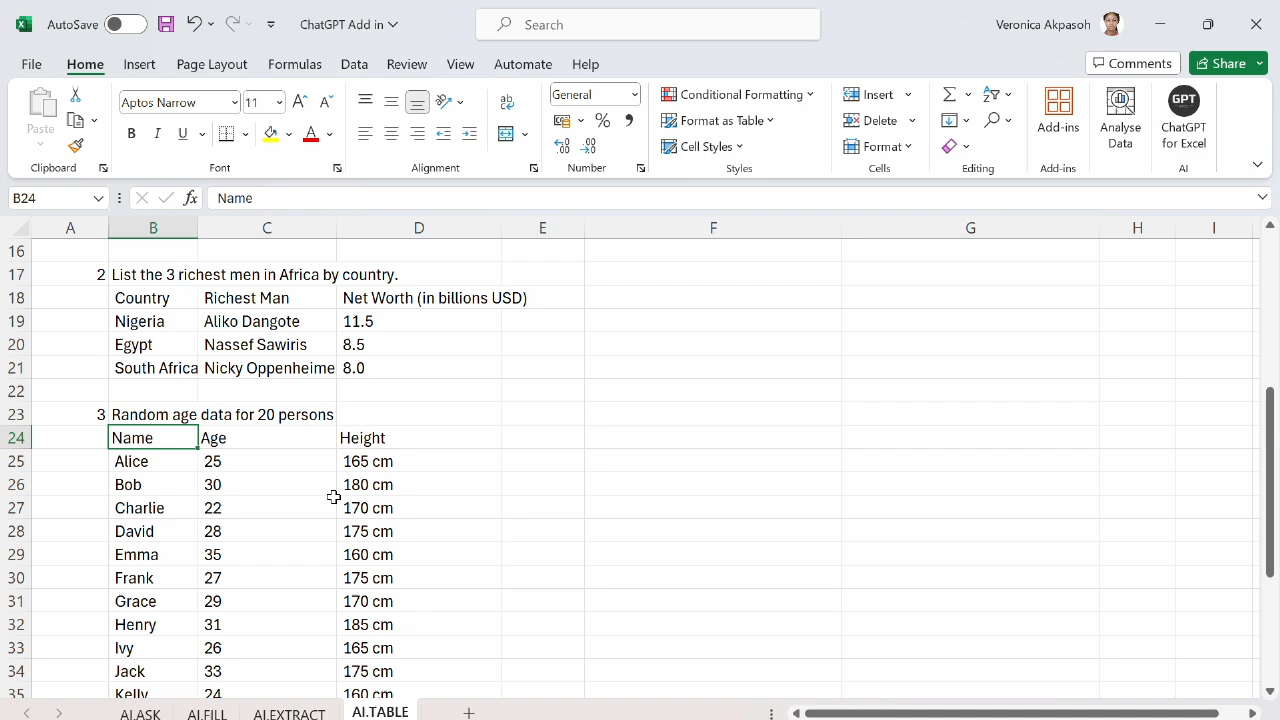 AutoSave ChatGPT Add in Search Veronica Akpasoh
File Home Insert Page Layout Formulas Data Review View Automate Help Comments Share
Paste
Clipboard
Aptos Narrow 11
B I U A
Font
Alignment
General
% 9
Number
Conditional Formatting
Format as Table
Cell Styles
Styles
Insert
Delete
Format
Cells
Editing
Add-ins
Add-ins
Analyse
Data
GPT
ChatGPT
for Excel
AI
B24 fx Name
A B C D E F G H I
16
17 2 List the 3 richest men in Africa by country.
18 Country Richest Man Net Worth (in billions USD)
19 Nigeria Aliko Dangote 11.5
20 Egypt Nassef Sawiris 8.5
21 South Africa Nicky Oppenheime 8.0
22
23 3 Random age data for 20 persons
24 Name Age Height
25 Alice 25 165 cm
26 Bob 30 180 cm
27 Charlie 22 170 cm
28 David 28 175 cm
29 Emma 35 160 cm
30 Frank 27 175 cm
31 Grace 29 170 cm
32 Henry 31 185 cm
33 Ivy 26 165 cm
34 Jack 33 175 cm
35 Kelly 24 160 cm
AI.ASK AI.FILL AI.EXTRACT AI.TABLE